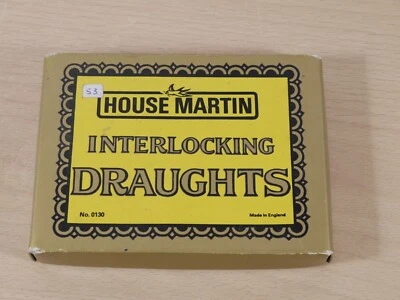 53
HOUSE MARTIN
INTERLOCKING
DRAUGHTS
No. 0130 Made in England